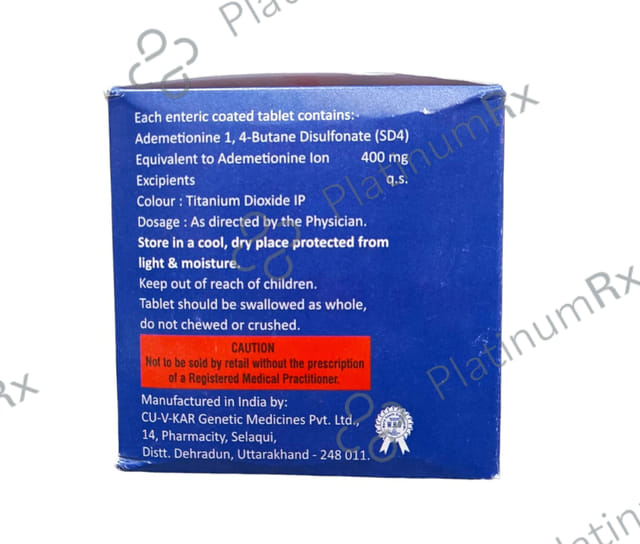 PlatinumRx
Each enteric coated tablet contains:-
Ademetionine 1, 4-Butane Disulfonate (SD4)
Equivalent to Ademetionine Ion 400 mg
Excipients q.s.
Colour : Titanium Dioxide IP
Dosage : As directed by the Physician.
Store in a cool, dry place protected from
light & moisture.
Keep out of reach of children.
Tablet should be swallowed as whole,
do not chewed or crushed.
CAUTION
Not to be sold by retail without the prescription
of a Registered Medical Practitioner.
Manufactured in India by:
CU-V-KAR Genetic Medicines Pvt. Ltd.,
14, Pharmacity, Selaqui,
Distt. Dehradun, Uttarakhand - 248 011.
PlatinumRx